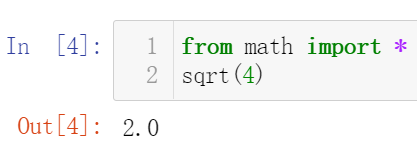 In [4]: 1 from math import *
2 sqrt(4)
Out[4]: 2.0